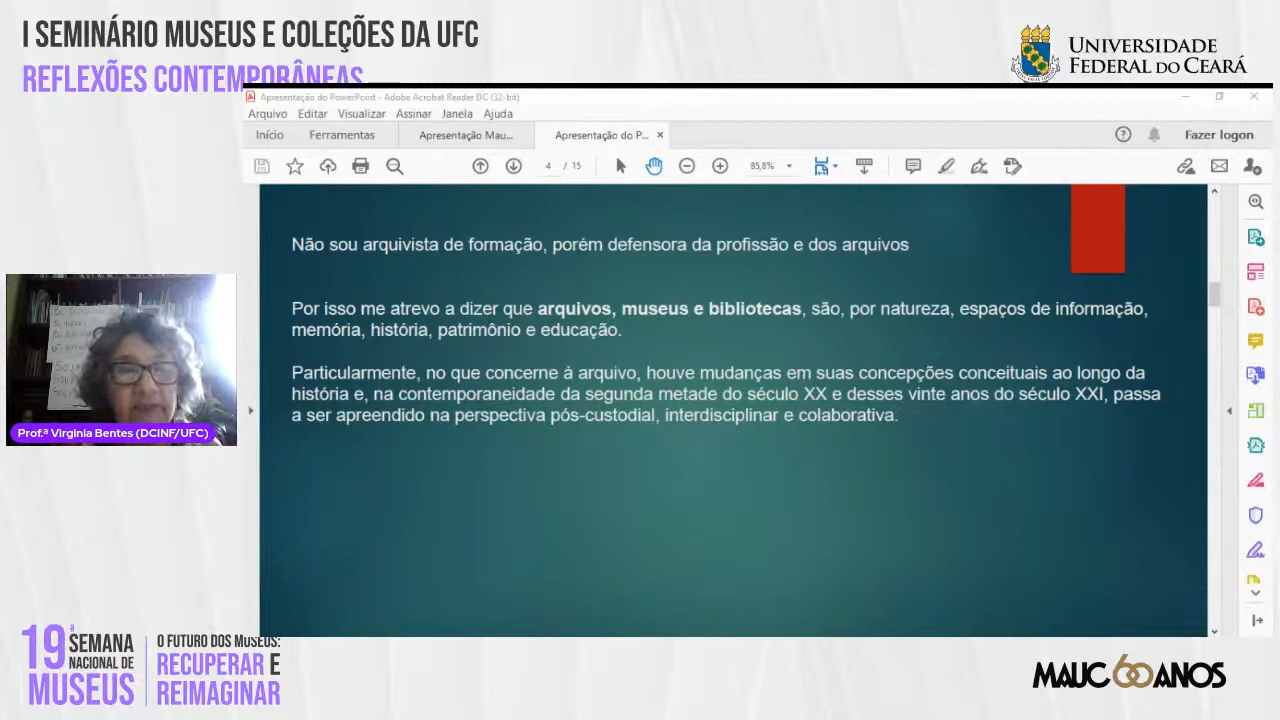 I SEMINÁRIO MUSEUS E COLEÇÕES DA UFC
REFLEXÕES CONTEMPORÂNEAS
UNIVERSIDADE
FEDERAL DO CEARÁ
Apresentação do PowerPoint - Adobe Acrobat Reader DC (32-bit)
Arquivo Editar Visualizar Assinar Janela Ajuda
Início Ferramentas Apresentação Mau... Apresentação do P... Fazer logon
4 / 15 85,8%
Não sou arquivista de formação, porém defensora da profissão e dos arquivos
Por isso me atrevo a dizer que arquivos, museus e bibliotecas, são, por natureza, espaços de informação,
memória, história, patrimônio e educação.
Particularmente, no que concerne à arquivo, houve mudanças em suas concepções conceituais ao longo da
história e, na contemporaneidade da segunda metade do século XX e desses vinte anos do século XXI, passa
a ser apreendido na perspectiva pós-custodial, interdisciplinar e colaborativa.
Prof.ª Virginia Bentes (DCINF/UFC)
19ª SEMANA
NACIONAL DE
MUSEUS
O FUTURO DOS MUSEUS:
RECUPERAR E
REIMAGINAR
MAUC 60 ANOS